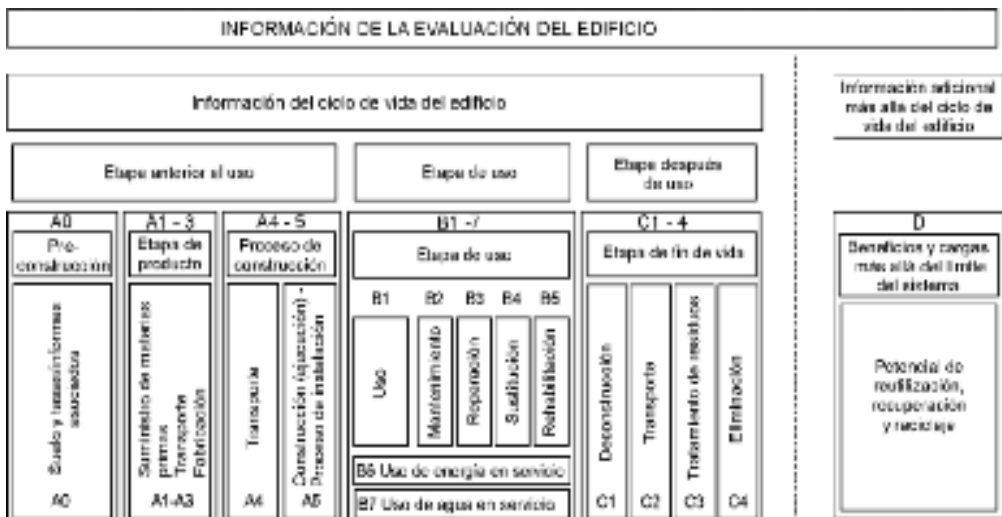 INFORMACIÓN DE LA EVALUACIÓN DEL EDIFICIO
Información del ciclo de vida del edificio
Información adicional
más allá del ciclo de
vida del edificio
Etapa anterior al uso
Etapa de uso
Etapa después
de uso
A0
Pre-
construcción
Suelo y
A0
A1 - 3
Etapa de
producto
Suministro de materias
primas
Transporte
Fabricación
A1-A3
A4 - 5
Proceso de
construcción
Transporte
A4
Construcción (ejecución) -
Proceso de instalación
A5
B1 -7
Etapa de uso
B1
Uso
B2
Mantenimiento
B3
Reparación
B4
Sustitución
B5
Rehabilitación
B6 Uso de energía en servicio
B7 Uso de agua en servicio
C1 - 4
Etapa de fin de vida
Deconstrucción
C1
Transporte
C2
Tratamiento de residuos
C3
Eliminación
C4
D
Beneficios y cargas
más allá del límite
del sistema
Potencial de
reutilización,
recuperación
y reciclaje